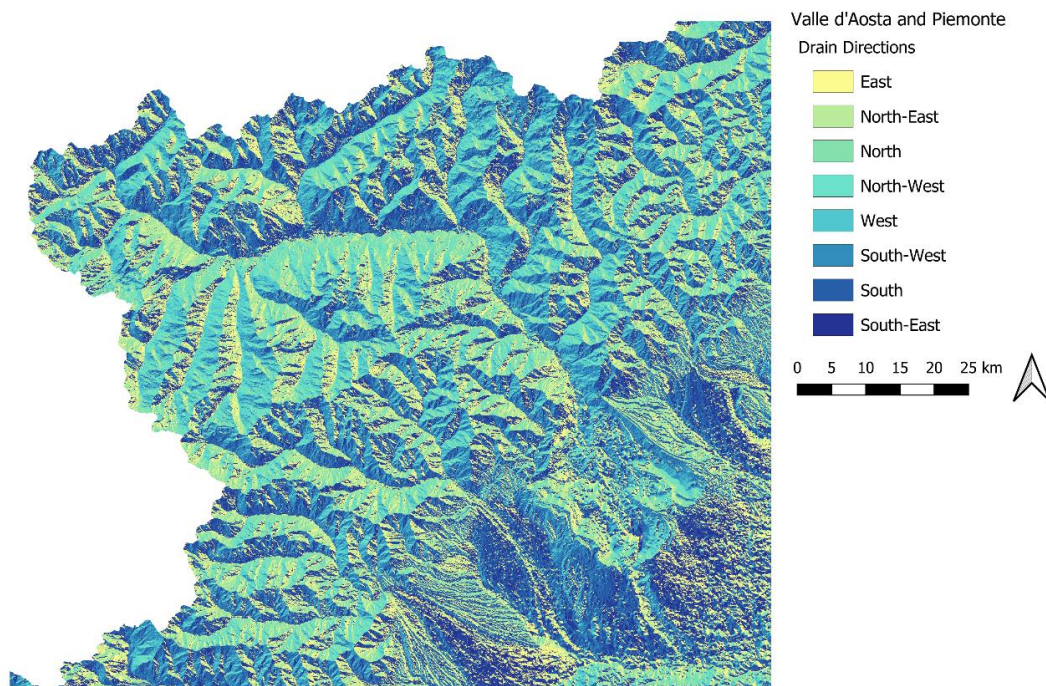 Valle d'Aosta and Piemonte
Drain Directions
East
North-East
North
North-West
West
South-West
South
South-East
0 5 10 15 20 25 km